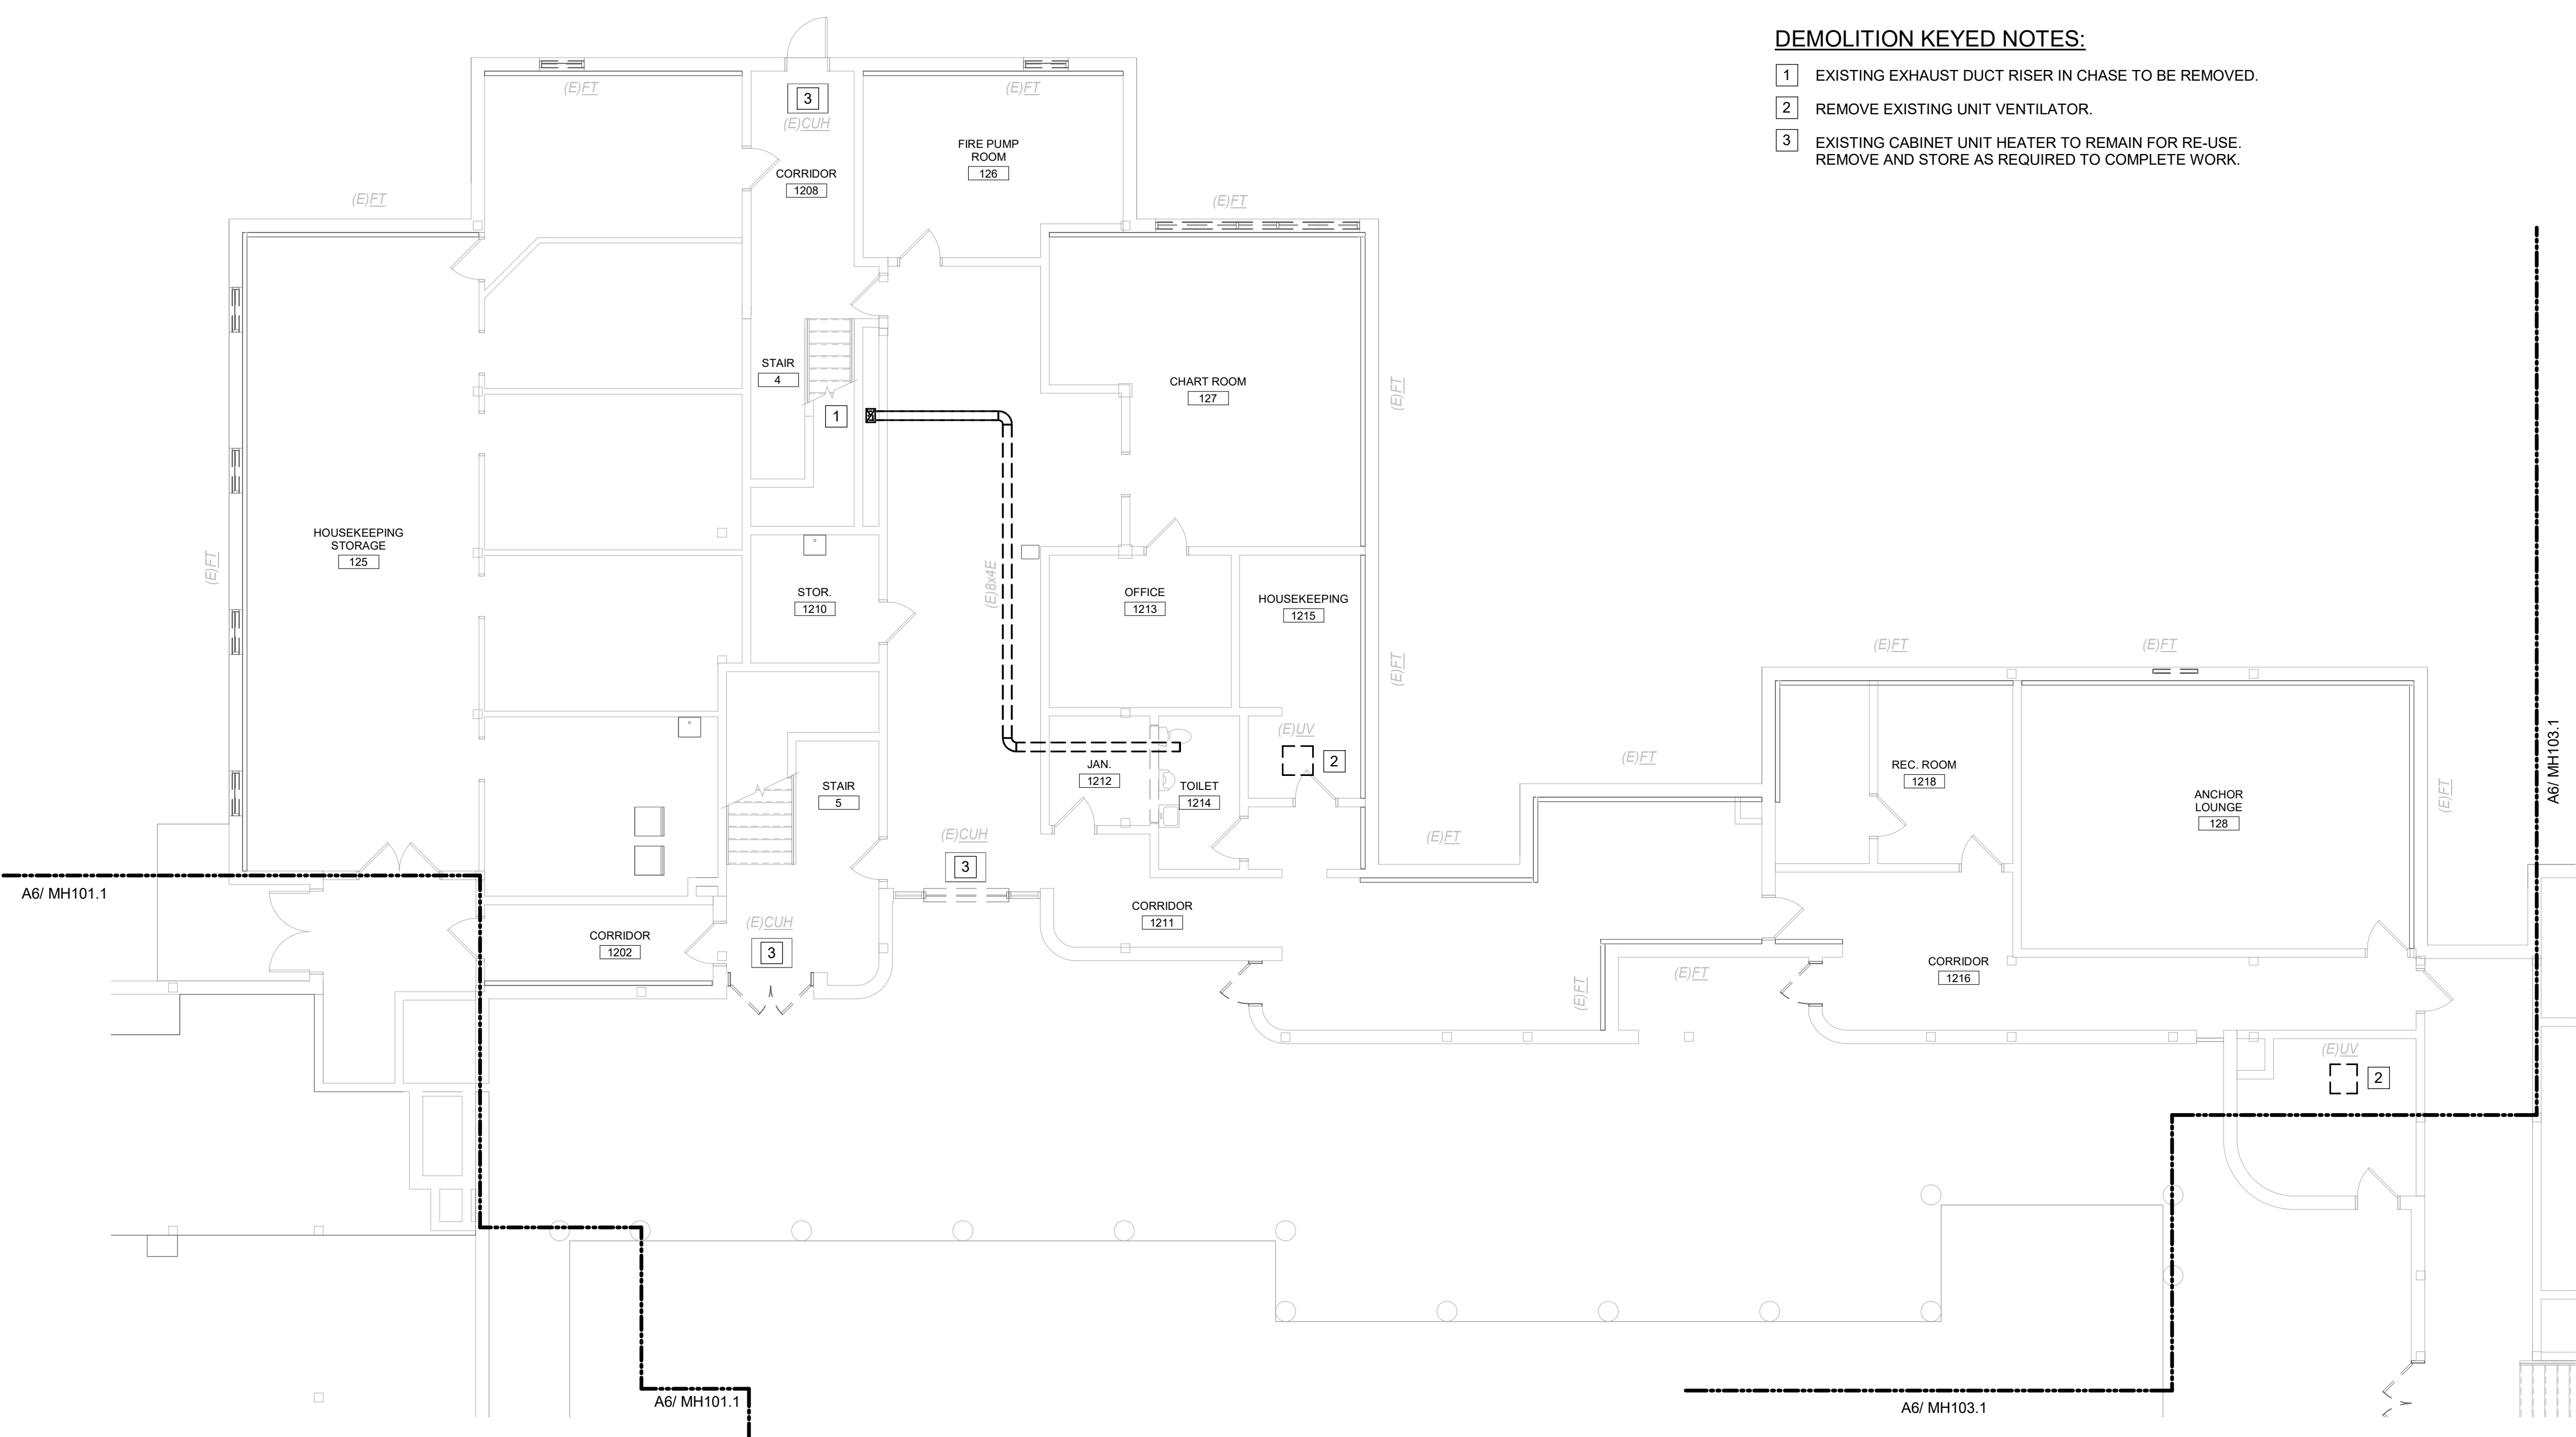 DEMOLITION KEYED NOTES:
1 EXISTING EXHAUST DUCT RISER IN CHASE TO BE REMOVED.
2 REMOVE EXISTING UNIT VENTILATOR.
3 EXISTING CABINET UNIT HEATER TO REMAIN FOR RE-USE.
REMOVE AND STORE AS REQUIRED TO COMPLETE WORK.
(E)FT
(E)FT
3
(E)CUH
FIRE PUMP
ROOM
126
CORRIDOR
1208
(E)FT
(E)FT
STAIR
4
CHART ROOM
127
(E)FT
1
HOUSEKEEPING
STORAGE
125
(E)FT
(E)8x4E
STOR.
1210
OFFICE
1213
HOUSEKEEPING
1215
(E)FT
(E)FT
(E)FT
(E)UV
2
JAN.
1212
TOILET
1214
STAIR
5
(E)FT
REC. ROOM
1218
ANCHOR
LOUNGE
128
(E)FT
A6/ MH103.1
(E)CUH
3
(E)FT
A6/ MH101.1
CORRIDOR
1211
(E)CUH
3
CORRIDOR
1202
(E)FT
(E)FT
CORRIDOR
1216
(E)UV
2
A6/ MH101.1
A6/ MH103.1